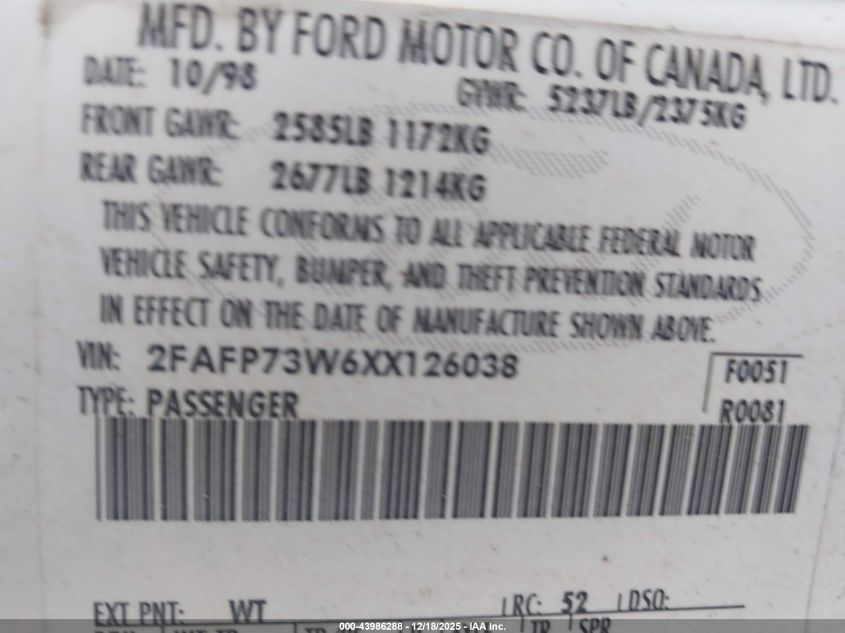 MFD. BY FORD MOTOR CO. OF CANADA, LTD.
DATE: 10/98 GVWR: 5237LB/2375KG
FRONT GAWR: 2585LB 1172KG
REAR GAWR: 2677LB 1214KG
THIS VEHICLE CONFORMS TO ALL APPLICABLE FEDERAL MOTOR
VEHICLE SAFETY, BUMPER, AND THEFT PREVENTION STANDARDS
IN EFFECT ON THE DATE OF MANUFACTURE SHOWN ABOVE.
VIN: 2FAFP73W6XX126038 F0051
TYPE: PASSENGER R0081
EXT PNT: WT LRC: 52 DSO:
TR SPR
000-43986288 — 12/18/2025 — IAA Inc.